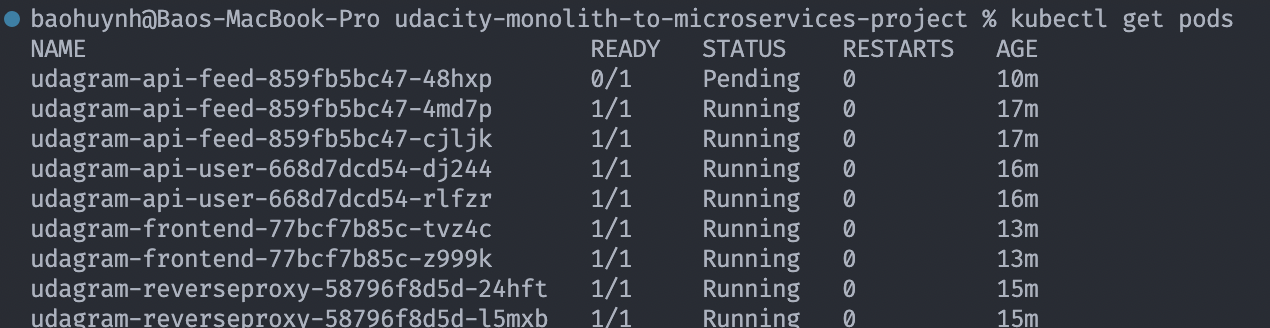 baohuynh@Baos-MacBook-Pro udacity-monolith-to-microservices-project % kubectl get pods
NAME READY STATUS RESTARTS AGE
udagram-api-feed-859fb5bc47-48hxp 0/1 Pending 0 10m
udagram-api-feed-859fb5bc47-4md7p 1/1 Running 0 17m
udagram-api-feed-859fb5bc47-cjljk 1/1 Running 0 17m
udagram-api-user-668d7dcd54-dj244 1/1 Running 0 16m
udagram-api-user-668d7dcd54-rlfzr 1/1 Running 0 16m
udagram-frontend-77bcf7b85c-tvz4c 1/1 Running 0 13m
udagram-frontend-77bcf7b85c-z999k 1/1 Running 0 13m
udagram-reverseproxy-58796f8d5d-24hft 1/1 Running 0 15m
udagram-reverseproxy-58796f8d5d-l5mxb 1/1 Running 0 15m